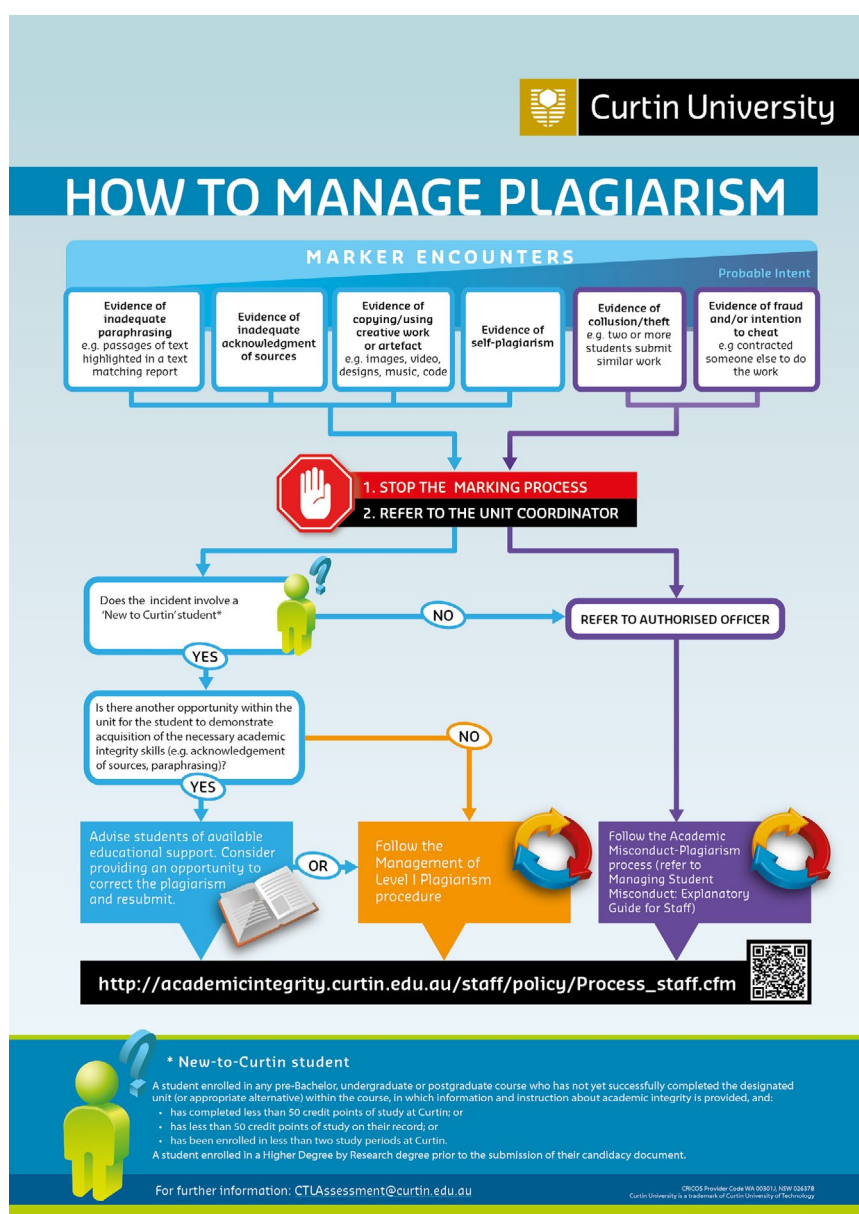 Curtin University
HOW TO MANAGE PLAGIARISM
MARKER ENCOUNTERS
Probable Intent
Evidence of
inadequate
paraphrasing
e.g. passages of text
highlighted in a text
matching report
Evidence of
inadequate
acknowledgment
of sources
Evidence of
copying/using
creative work
or artefact
e.g. images, video,
designs, music, code
Evidence of
self-plagiarism
Evidence of
collusion/theft
e.g. two or more
students submit
similar work
Evidence of fraud
and/or intention
to cheat
e.g contracted
someone else to do
the work
1. STOP THE MARKING PROCESS
2. REFER TO THE UNIT COORDINATOR
Does the incident involve a
'New to Curtin' student*
NO
REFER TO AUTHORISED OFFICER
YES
Is there another opportunity within the
unit for the student to demonstrate
acquisition of the necessary academic
integrity skills (e.g. acknowledgement
of sources, paraphrasing)?
NO
YES
Advise students of available
educational support. Consider
providing an opportunity to
correct the plagiarism
and resubmit.
OR
Follow the
Management of
Level I Plagiarism
procedure
Follow the Academic
Misconduct-Plagiarism
process (refer to
Managing Student
Misconduct: Explanatory
Guide for Staff)
http://academicintegrity.curtin.edu.au/staff/policy/Process_staff.cfm
* New-to-Curtin student
A student enrolled in any pre-Bachelor, undergraduate or postgraduate course who has not yet successfully completed the designated
unit (or appropriate alternative) within the course, in which information and instruction about academic integrity is provided, and:
• has completed less than 50 credit points of study at Curtin; or
• has less than 50 credit points of study on their record; or
• has been enrolled in less than two study periods at Curtin.
A student enrolled in a Higher Degree by Research degree prior to the submission of their candidacy document.
For further information: CTLAssessment@curtin.edu.au
CRICOS Provider Code WA 00301J, NSW 02637B
Curtin University is a trademark of Curtin University of Technology